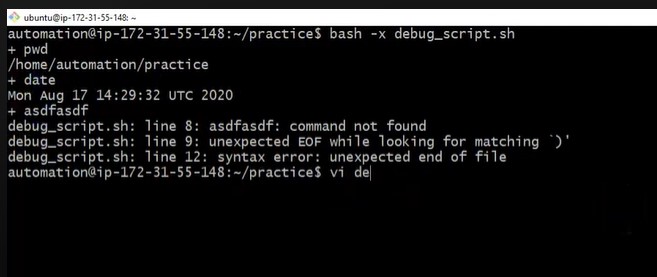 ubuntu@ip-172-31-55-148: ~
automation@ip-172-31-55-148:~/practice$ bash -x debug_script.sh
+ pwd
/home/automation/practice
+ date
Mon Aug 17 14:29:32 UTC 2020
+ asdfasdf
debug_script.sh: line 8: asdfasdf: command not found
debug_script.sh: line 9: unexpected EOF while looking for matching `)'
debug_script.sh: line 12: syntax error: unexpected end of file
automation@ip-172-31-55-148:~/practice$ vi de